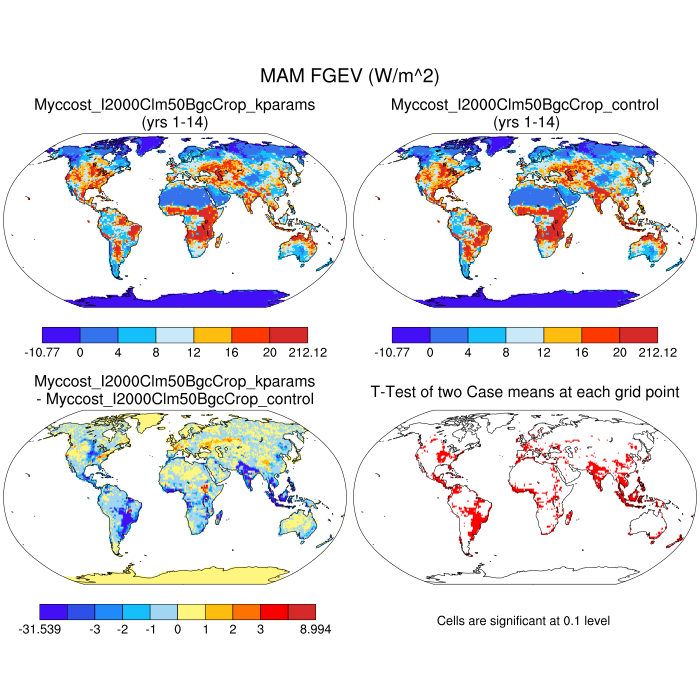 MAM FGEV (W/m^2)
Myccost_I2000Clm50BgcCrop_kparams
(yrs 1-14)
Myccost_I2000Clm50BgcCrop_control
(yrs 1-14)
-10.77 0 4 8 12 16 20 212.12
-10.77 0 4 8 12 16 20 212.12
Myccost_I2000Clm50BgcCrop_kparams
- Myccost_I2000Clm50BgcCrop_control
T-Test of two Case means at each grid point
-31.539 -3 -2 -1 0 1 2 3 8.994
Cells are significant at 0.1 level